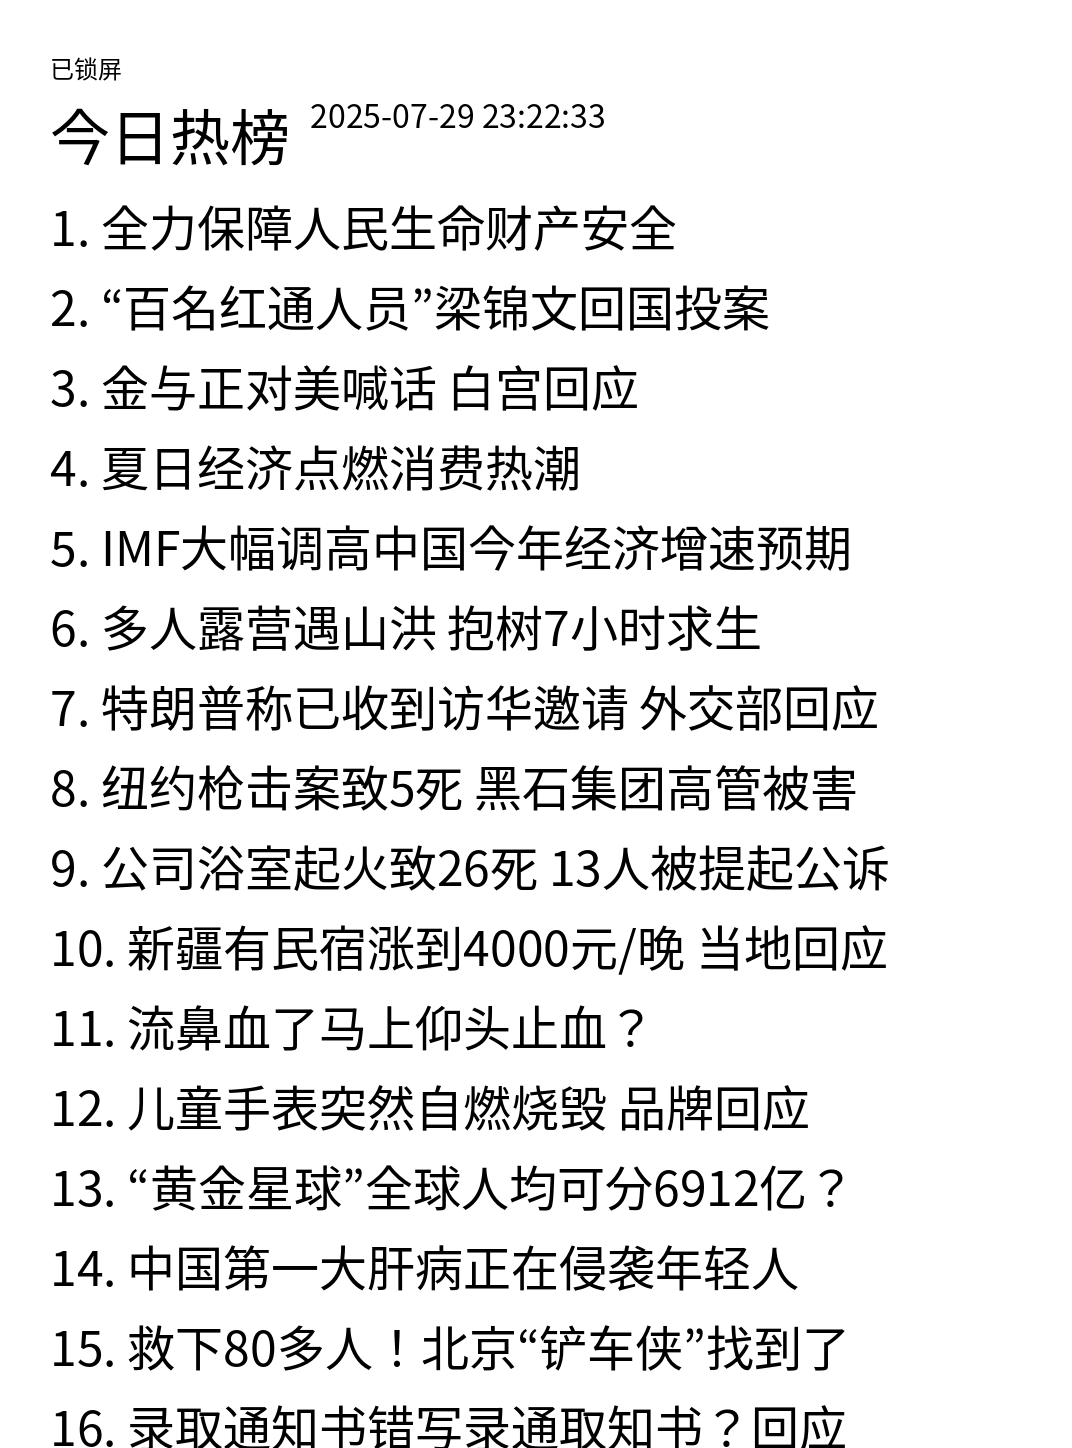 已锁屏
今日热榜 2025-07-29 23:22:33
1. 全力保障人民生命财产安全
2. “百名红通人员”梁锦文回国投案
3. 金与正对美喊话 白宫回应
4. 夏日经济点燃消费热潮
5. IMF大幅调高中国今年经济增速预期
6. 多人露营遇山洪 抱树7小时求生
7. 特朗普称已收到访华邀请 外交部回应
8. 纽约枪击案致5死 黑石集团高管被害
9. 公司浴室起火致26死 13人被提起公诉
10. 新疆有民宿涨到4000元/晚 当地回应
11. 流鼻血了马上仰头止血？
12. 儿童手表突然自燃烧毁 品牌回应
13. “黄金星球”全球人均可分6912亿？
14. 中国第一大肝病正在侵袭年轻人
15. 救下80多人！北京“铲车侠”找到了
16. 录取通知书错写录通取知书？回应